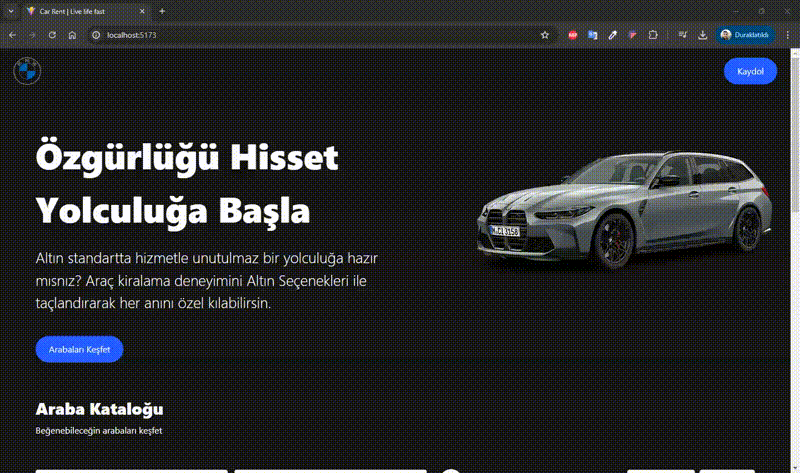 Car Rent | Live life fast
localhost:5173
Duraklatıldı
Kaydol
Özgürlüğü Hisset
Yolculuğa Başla
Altın standartta hizmetle unutulmaz bir yolculuğa hazır
mısnız? Araç kiralama deneyimini Altın Seçenekleri ile
taçlandırarak her anını özel kılabilirsin.
Arabaları Keşfet
Araba Kataloğu
Beğenebileceğin arabaları keşfet